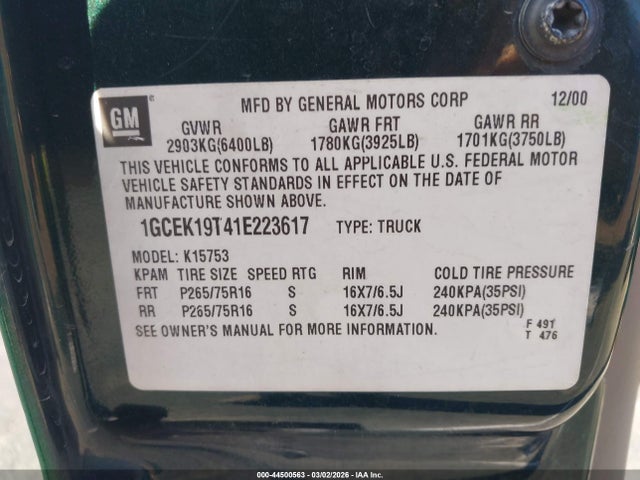 GM
®
MFD BY GENERAL MOTORS CORP 12/00
GVWR GAWR FRT GAWR RR
2903KG(6400LB) 1780KG(3925LB) 1701KG(3750LB)
THIS VEHICLE CONFORMS TO ALL APPLICABLE U.S. FEDERAL MOTOR
VEHICLE SAFETY STANDARDS IN EFFECT ON THE DATE OF
MANUFACTURE SHOWN ABOVE.
1GCEK19T41E223617 TYPE: TRUCK
MODEL: K15753
KPAM TIRE SIZE SPEED RTG RIM COLD TIRE PRESSURE
FRT P265/75R16 S 16X7/6.5J 240KPA(35PSI)
RR P265/75R16 S 16X7/6.5J 240KPA(35PSI)
SEE OWNER'S MANUAL FOR MORE INFORMATION.
F 491
T 476
000-44500563 - 03/02/2026 - IAA Inc.